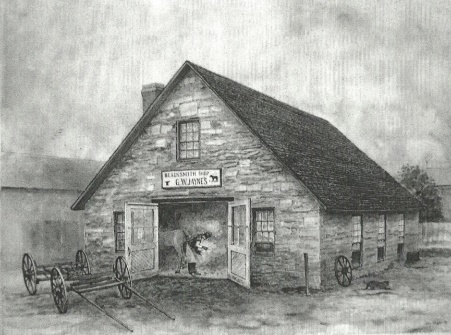 BLACKSMITH SHOP
G.W. JAYNES